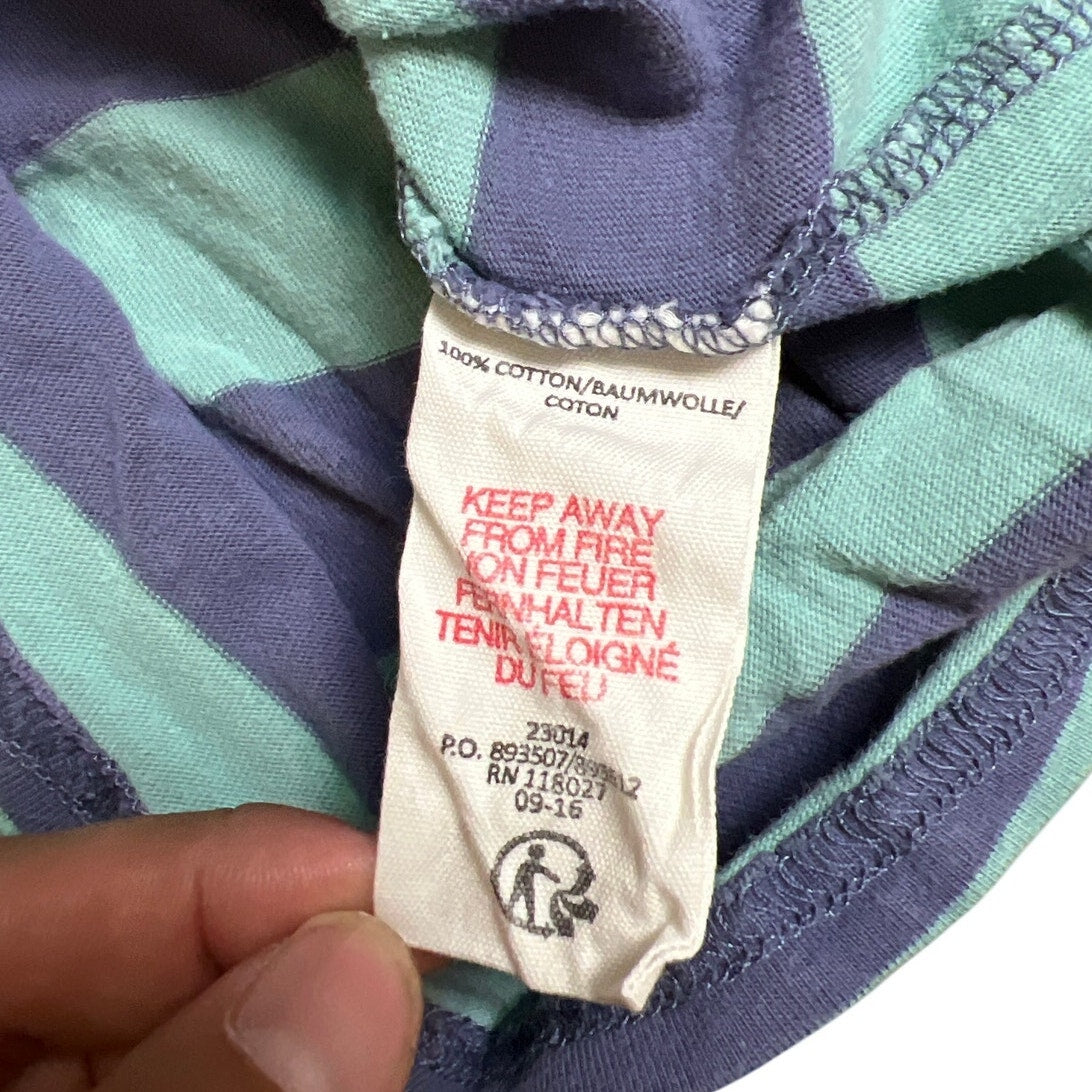 100% COTTON/BAUMWOLLE/
COTON
KEEP AWAY
FROM FIRE
VON FEUER
FERNHALTEN
TENIR ÉLOIGNÉ
DU FEU
23014
P.O. 893507/
RN 118027
09-16